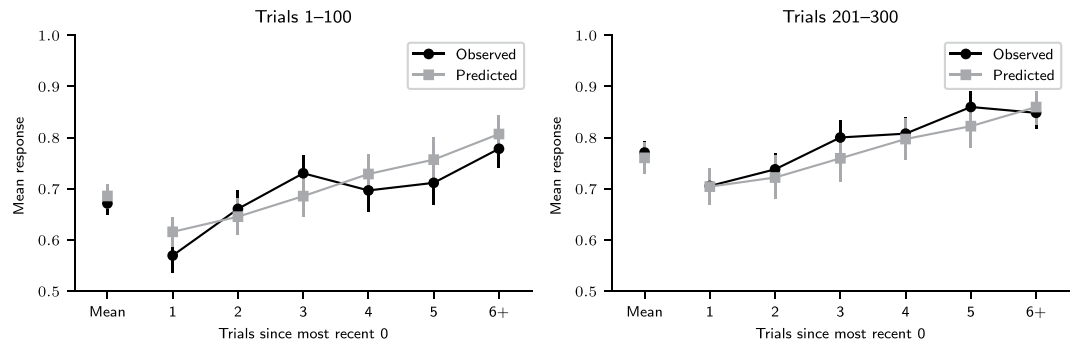 Trials 1–100
1.0
0.9
0.8
0.7
0.6
0.5
Mean response
Observed
Predicted
Mean 1 2 3 4 5 6+
Trials since most recent 0
Trials 201–300
1.0
0.9
0.8
0.7
0.6
0.5
Mean response
Observed
Predicted
Mean 1 2 3 4 5 6+
Trials since most recent 0